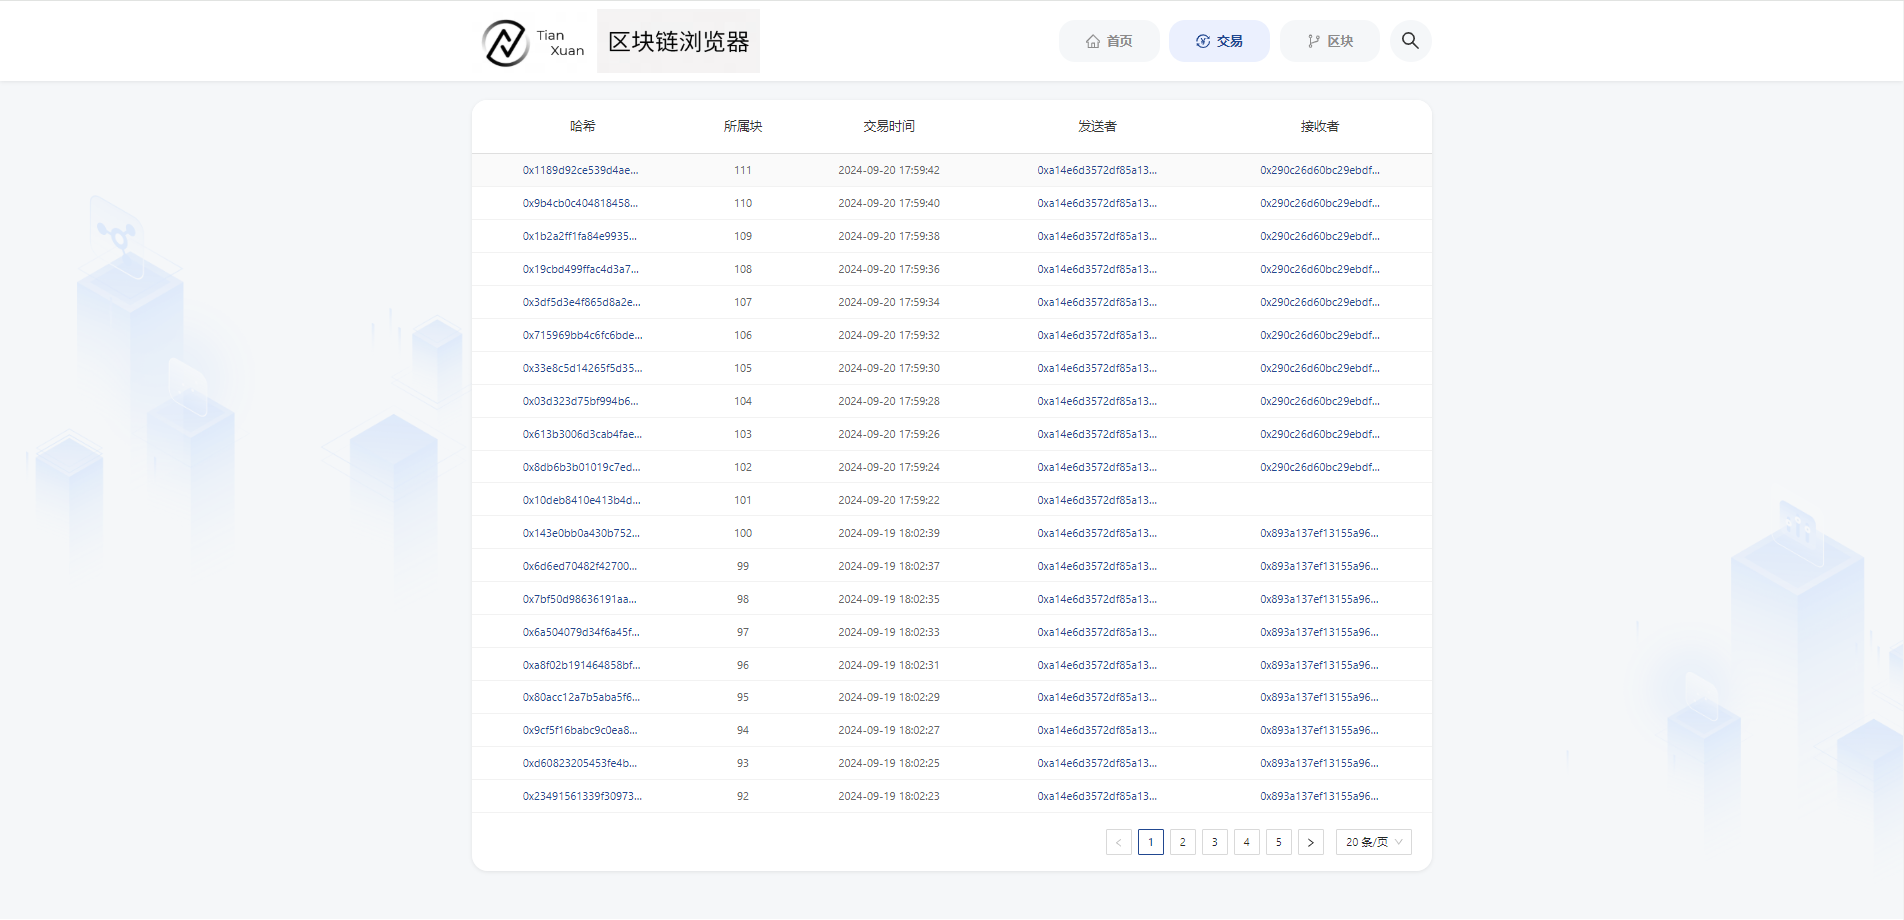 Tian
Xuan
区块链浏览器
首页 交易 区块
哈希 所属块 交易时间 发送者 接收者
0x1189d92ce539d4ae... 111 2024-09-20 17:59:42 0xa14e6d3572df85a13... 0x290c26d60bc29ebdf...
0x9b4cb0c404818458... 110 2024-09-20 17:59:40 0xa14e6d3572df85a13... 0x290c26d60bc29ebdf...
0x1b2a2ff1fa84e9935... 109 2024-09-20 17:59:38 0xa14e6d3572df85a13... 0x290c26d60bc29ebdf...
0x19cbd499ffac4d3a7... 108 2024-09-20 17:59:36 0xa14e6d3572df85a13... 0x290c26d60bc29ebdf...
0x3df5d3e4f865d8a2e... 107 2024-09-20 17:59:34 0xa14e6d3572df85a13... 0x290c26d60bc29ebdf...
0x715969bb4c6fc6bde... 106 2024-09-20 17:59:32 0xa14e6d3572df85a13... 0x290c26d60bc29ebdf...
0x33e8c5d14265f5d35... 105 2024-09-20 17:59:30 0xa14e6d3572df85a13... 0x290c26d60bc29ebdf...
0x03d323d75bf994b6... 104 2024-09-20 17:59:28 0xa14e6d3572df85a13... 0x290c26d60bc29ebdf...
0x613b3006d3cab4fae... 103 2024-09-20 17:59:26 0xa14e6d3572df85a13... 0x290c26d60bc29ebdf...
0x8db6b3b01019c7ed... 102 2024-09-20 17:59:24 0xa14e6d3572df85a13... 0x290c26d60bc29ebdf...
0x10deb8410e413b4d... 101 2024-09-20 17:59:22 0xa14e6d3572df85a13...
0x143e0bb0a430b752... 100 2024-09-19 18:02:39 0xa14e6d3572df85a13... 0x893a137ef13155a96...
0x6d6ed70482f42700... 99 2024-09-19 18:02:37 0xa14e6d3572df85a13... 0x893a137ef13155a96...
0x7bf50d98636191aa... 98 2024-09-19 18:02:35 0xa14e6d3572df85a13... 0x893a137ef13155a96...
0x6a504079d34f6a45f... 97 2024-09-19 18:02:33 0xa14e6d3572df85a13... 0x893a137ef13155a96...
0xa8f02b191464858bf... 96 2024-09-19 18:02:31 0xa14e6d3572df85a13... 0x893a137ef13155a96...
0x80acc12a7b5aba5f6... 95 2024-09-19 18:02:29 0xa14e6d3572df85a13... 0x893a137ef13155a96...
0x9cf5f16babc9c0ea8... 94 2024-09-19 18:02:27 0xa14e6d3572df85a13... 0x893a137ef13155a96...
0xd60823205453fe4b... 93 2024-09-19 18:02:25 0xa14e6d3572df85a13... 0x893a137ef13155a96...
0x23491561339f30973... 92 2024-09-19 18:02:23 0xa14e6d3572df85a13... 0x893a137ef13155a96...
< 1 2 3 4 5 > 20 条/页